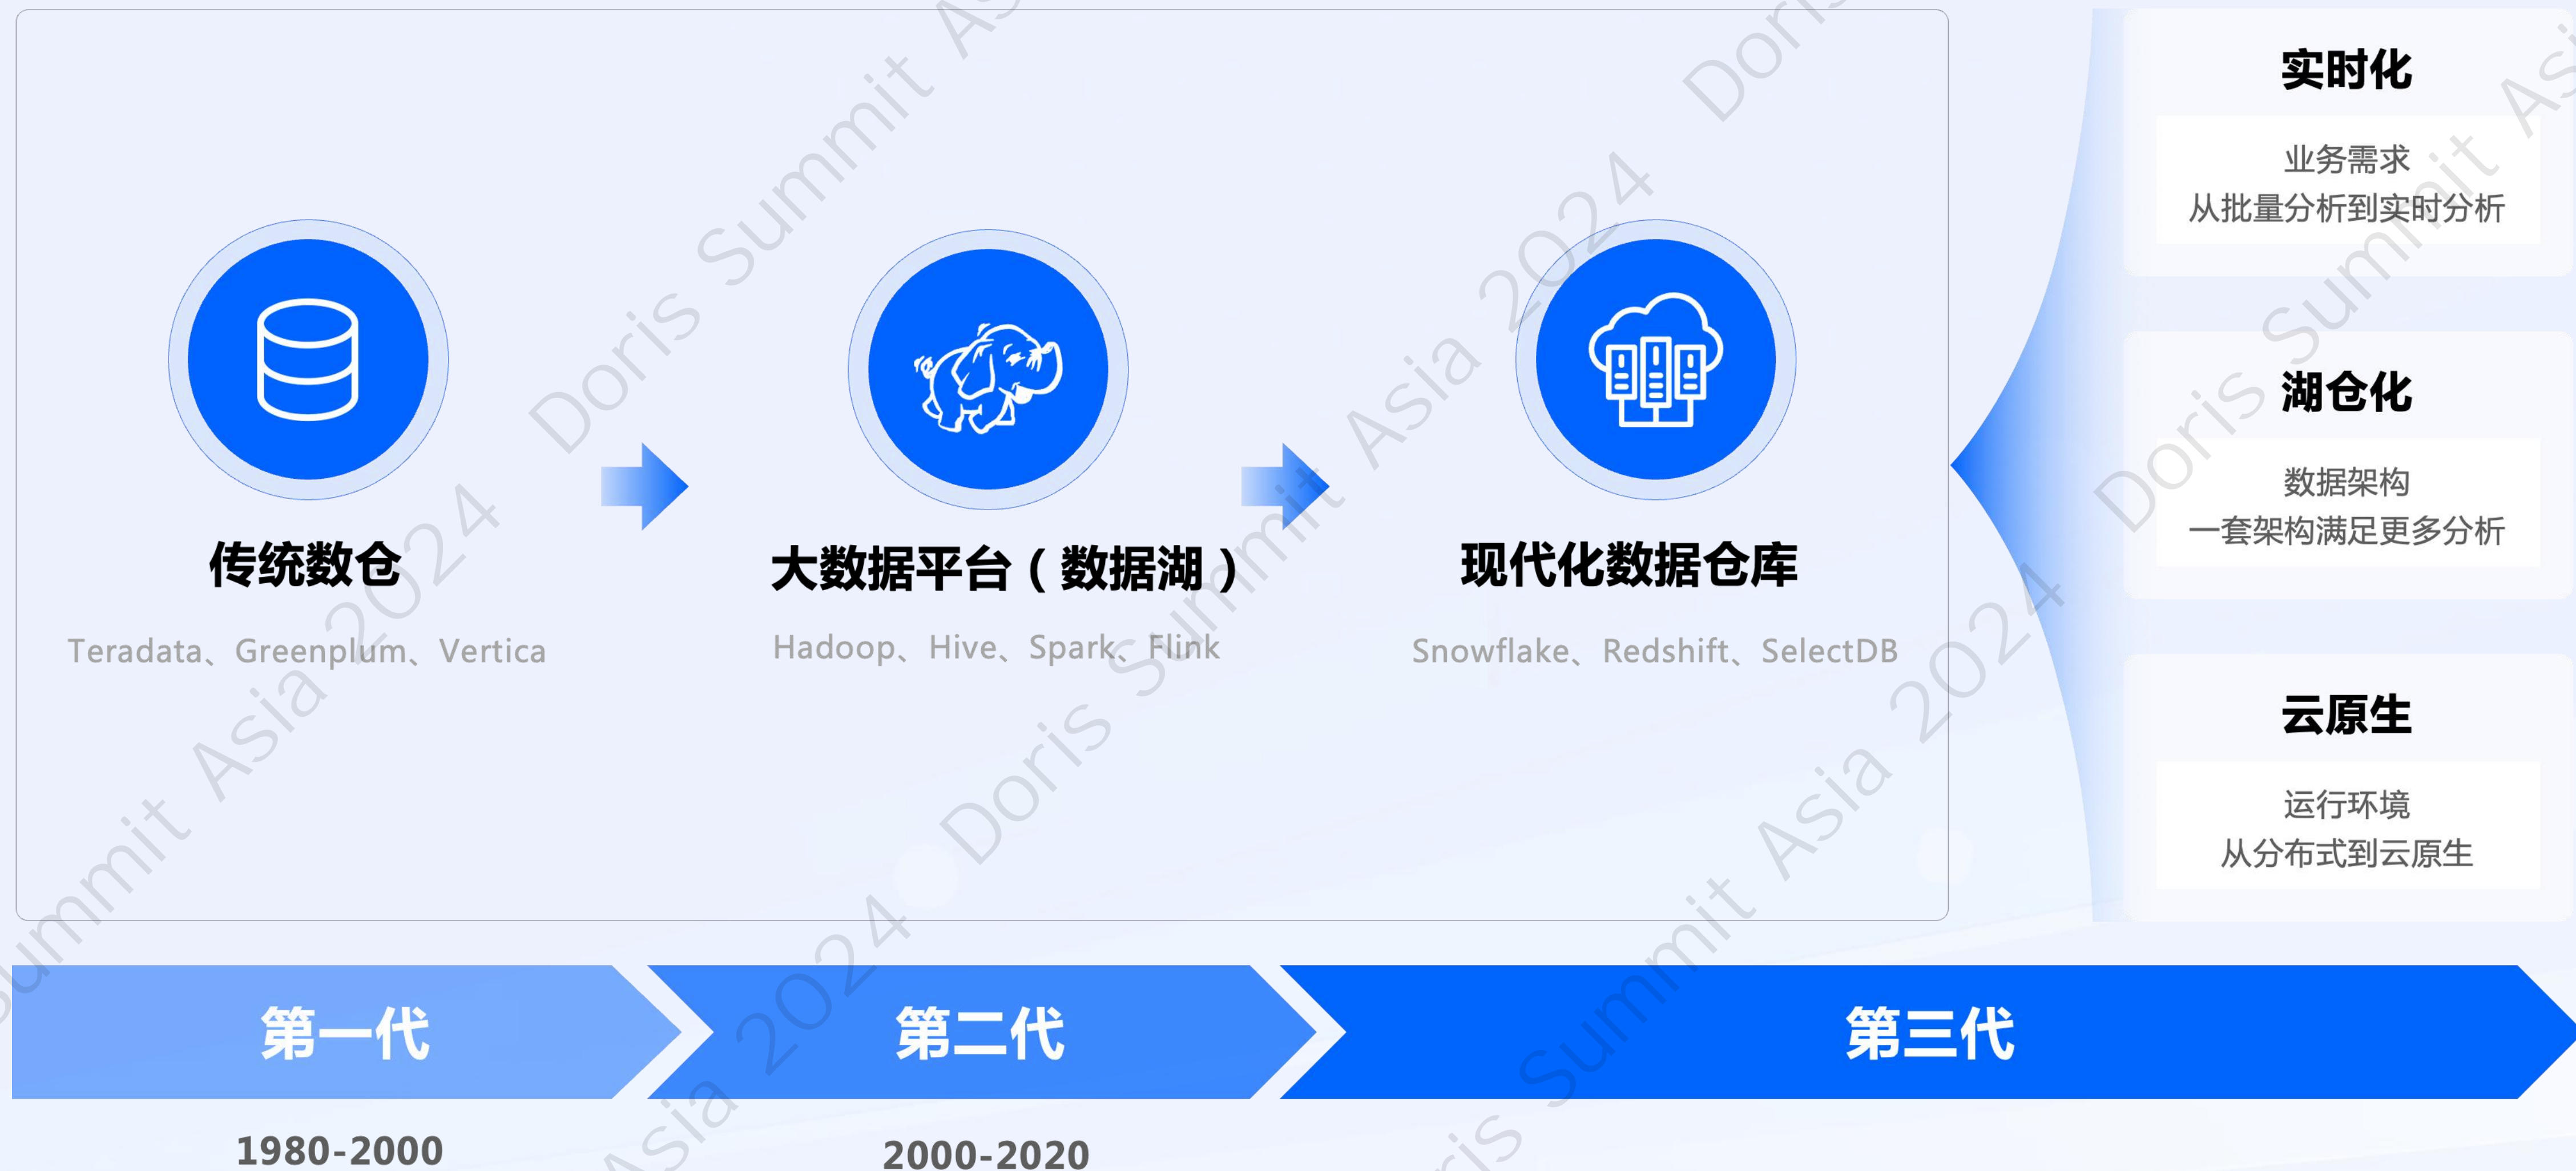 传统数仓
Teradata、Greenplum、Vertica
大数据平台（数据湖）
Hadoop、Hive、Spark、Flink
现代化数据仓库
Snowflake、Redshift、SelectDB
实时化
业务需求
从批量分析到实时分析
湖仓化
数据架构
一套架构满足更多分析
云原生
运行环境
从分布式到云原生
第一代
第二代
第三代
1980-2000
2000-2020
Doris Summit Asia 2024